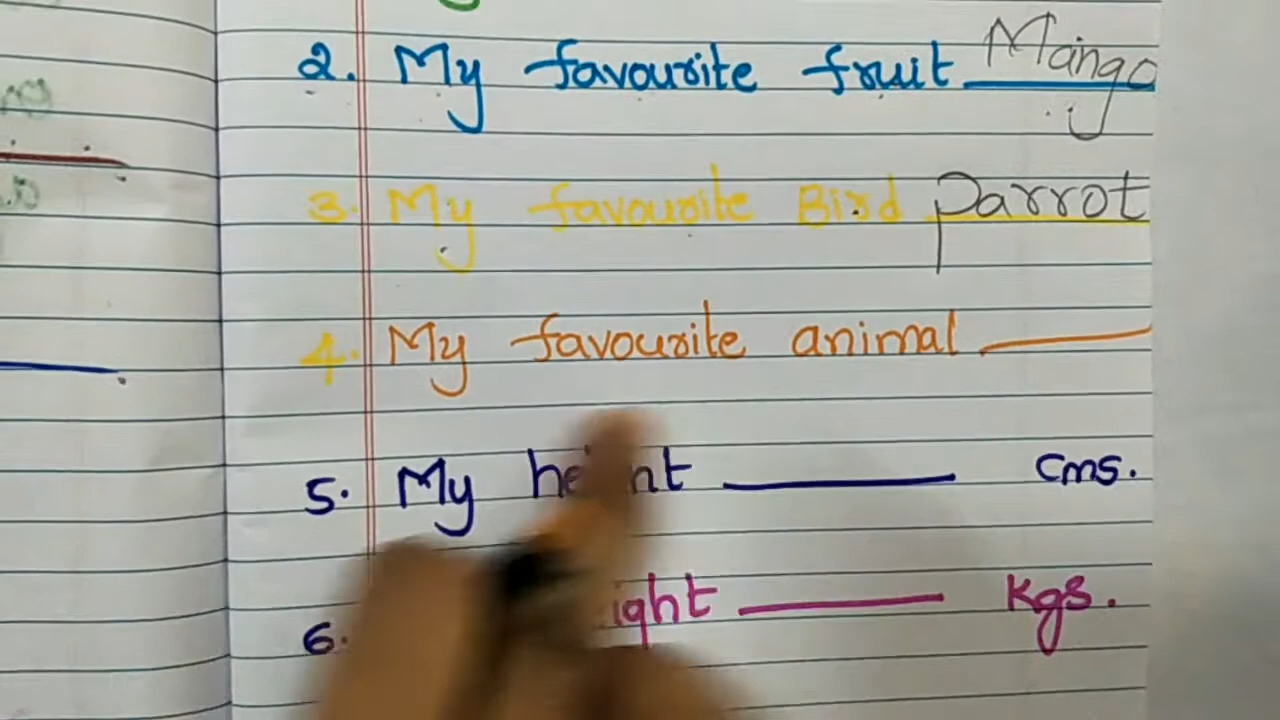 2. My favourite fruit Mango
3. My favourite Bird Parrot
4. My favourite animal
5. My cms.
6. Kgs.